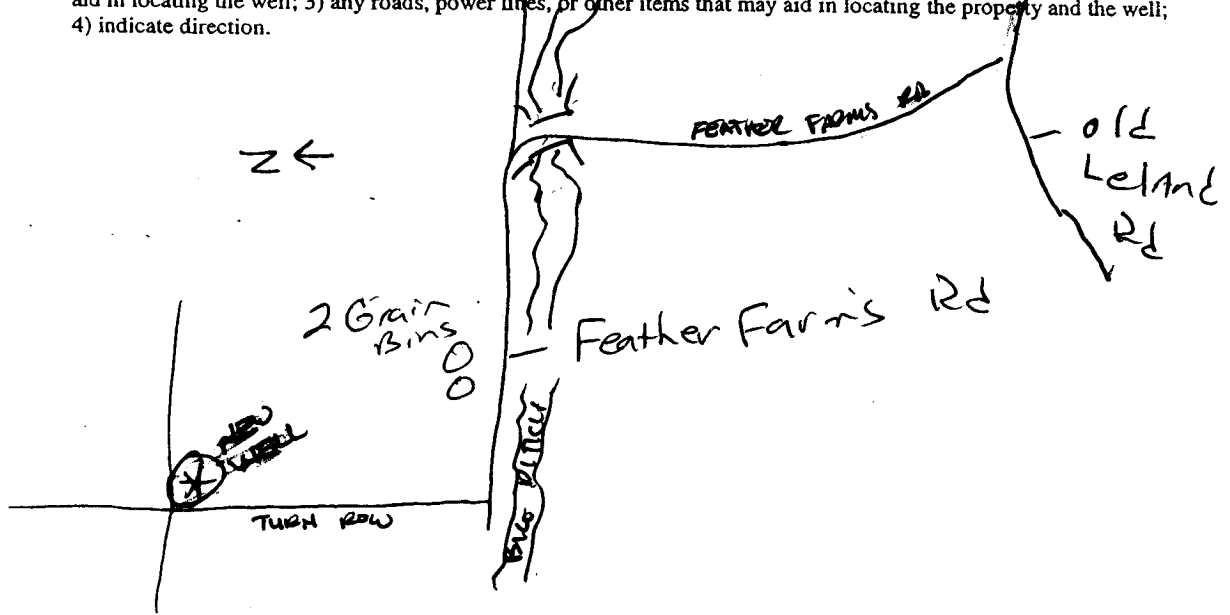 aid in locating the well; 3) any roads, power lines, or other items that may aid in locating the property and the well;
4) indicate direction.
FEATHER FARMS RD
old
Leland
Rd
N
2 Grain
Bins
Feather Farms Rd
NEW
WELL
TURN ROW
DITCH